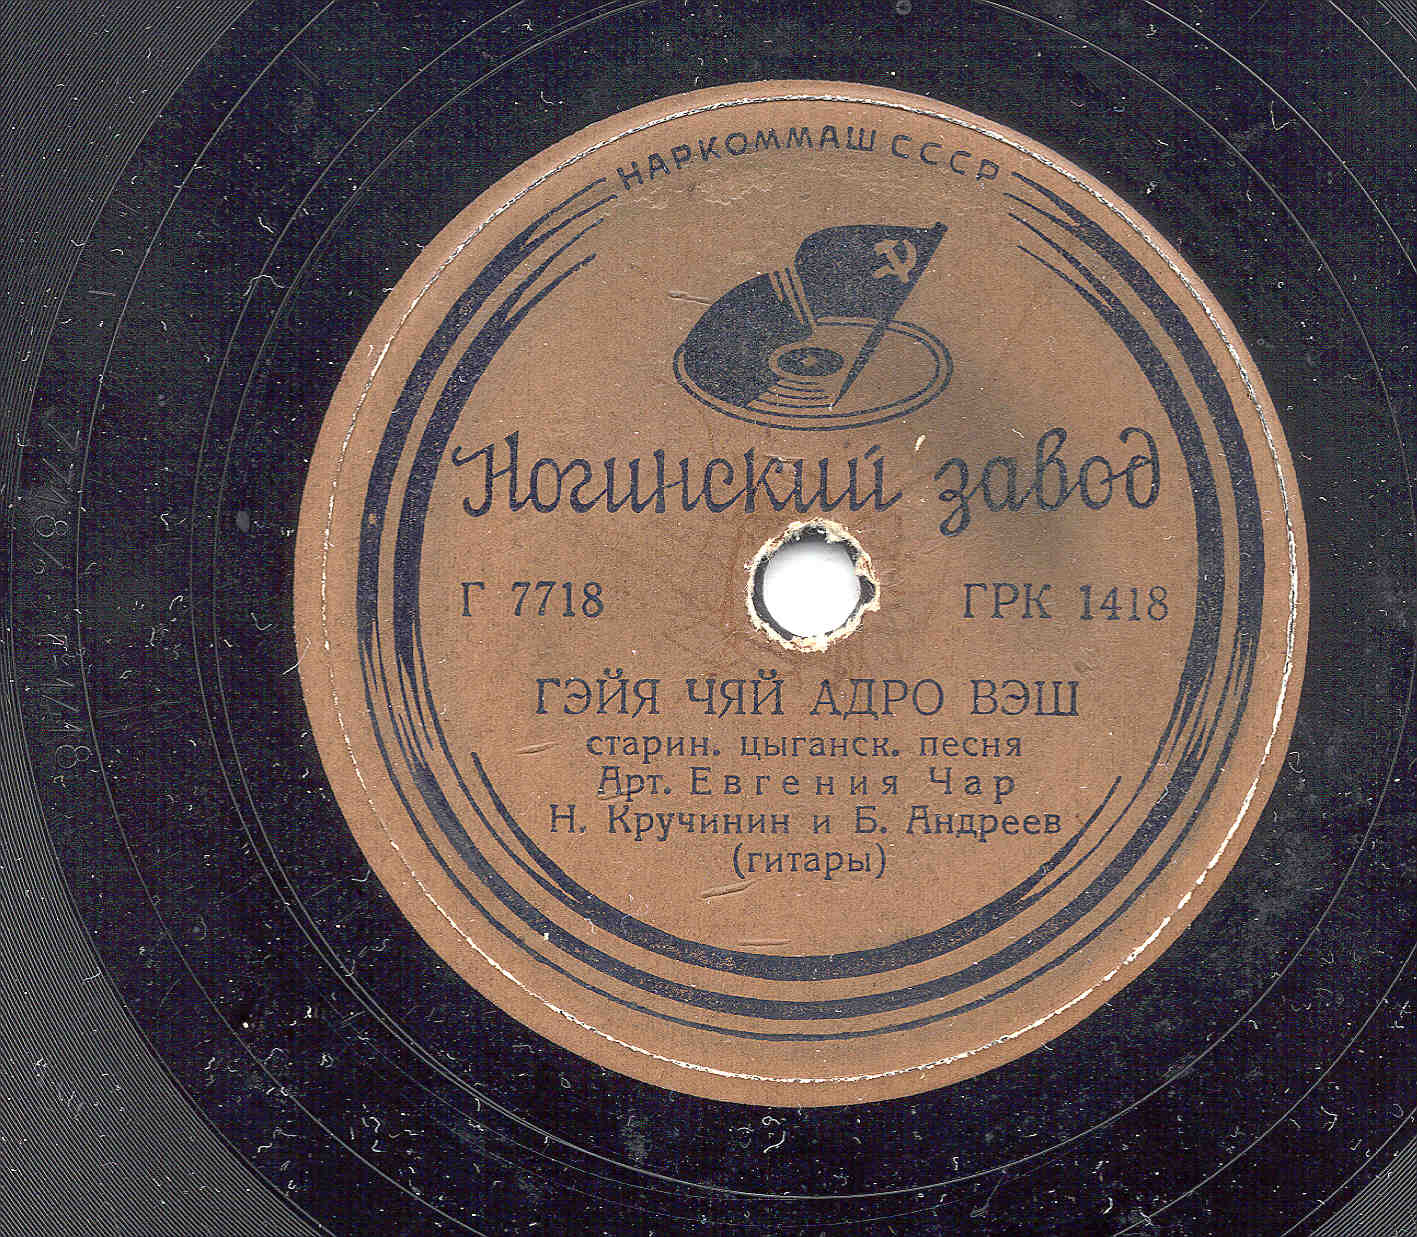 НАРКОММАШ СССР
Ногинский завод
Г 7718 ГРК 1418
ГЭЙЯ ЧЯЙ АДРО ВЭШ
старин. цыганск. песня
Арт. Евгения Чар
Н. Кручинин и Б. Андреев
(гитары)